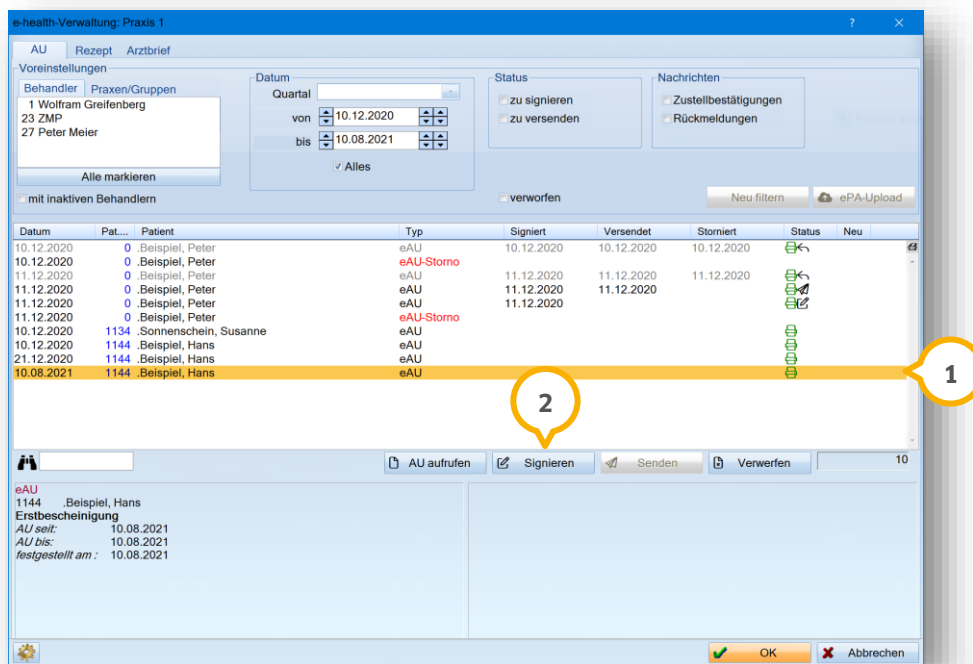 e-health-Verwaltung: Praxis 1 ?
AU Rezept Arztbrief
Voreinstellungen
Behandler Praxen/Gruppen
1 Wolfram Greifenberg
23 ZMP
27 Peter Meier
Alle markieren
mit inaktiven Behandlern
Datum
Quartal
von 10.12.2020
bis 10.08.2021
Alles
Status
zu signieren
zu versenden
verworfen
Nachrichten
Zustellbestätigungen
Rückmeldungen
Neu filtern ePA-Upload
Datum Pat.... Patient Typ Signiert Versendet Storniert Status Neu
10.12.2020 0 .Beispiel, Peter eAU 10.12.2020 10.12.2020 10.12.2020
10.12.2020 0 .Beispiel, Peter eAU-Storno
11.12.2020 0 .Beispiel, Peter eAU 11.12.2020 11.12.2020 11.12.2020
11.12.2020 0 .Beispiel, Peter eAU 11.12.2020 11.12.2020
11.12.2020 0 .Beispiel, Peter eAU 11.12.2020
11.12.2020 0 .Beispiel, Peter eAU-Storno
10.12.2020 1134 .Sonnenschein, Susanne eAU
10.12.2020 1144 .Beispiel, Hans eAU
21.12.2020 1144 .Beispiel, Hans eAU
10.08.2021 1144 .Beispiel, Hans eAU
1
2
AU aufrufen Signieren Senden Verwerfen 10
eAU
1144 .Beispiel, Hans
Erstbescheinigung
AU seit: 10.08.2021
AU bis: 10.08.2021
festgestellt am : 10.08.2021
OK Abbrechen